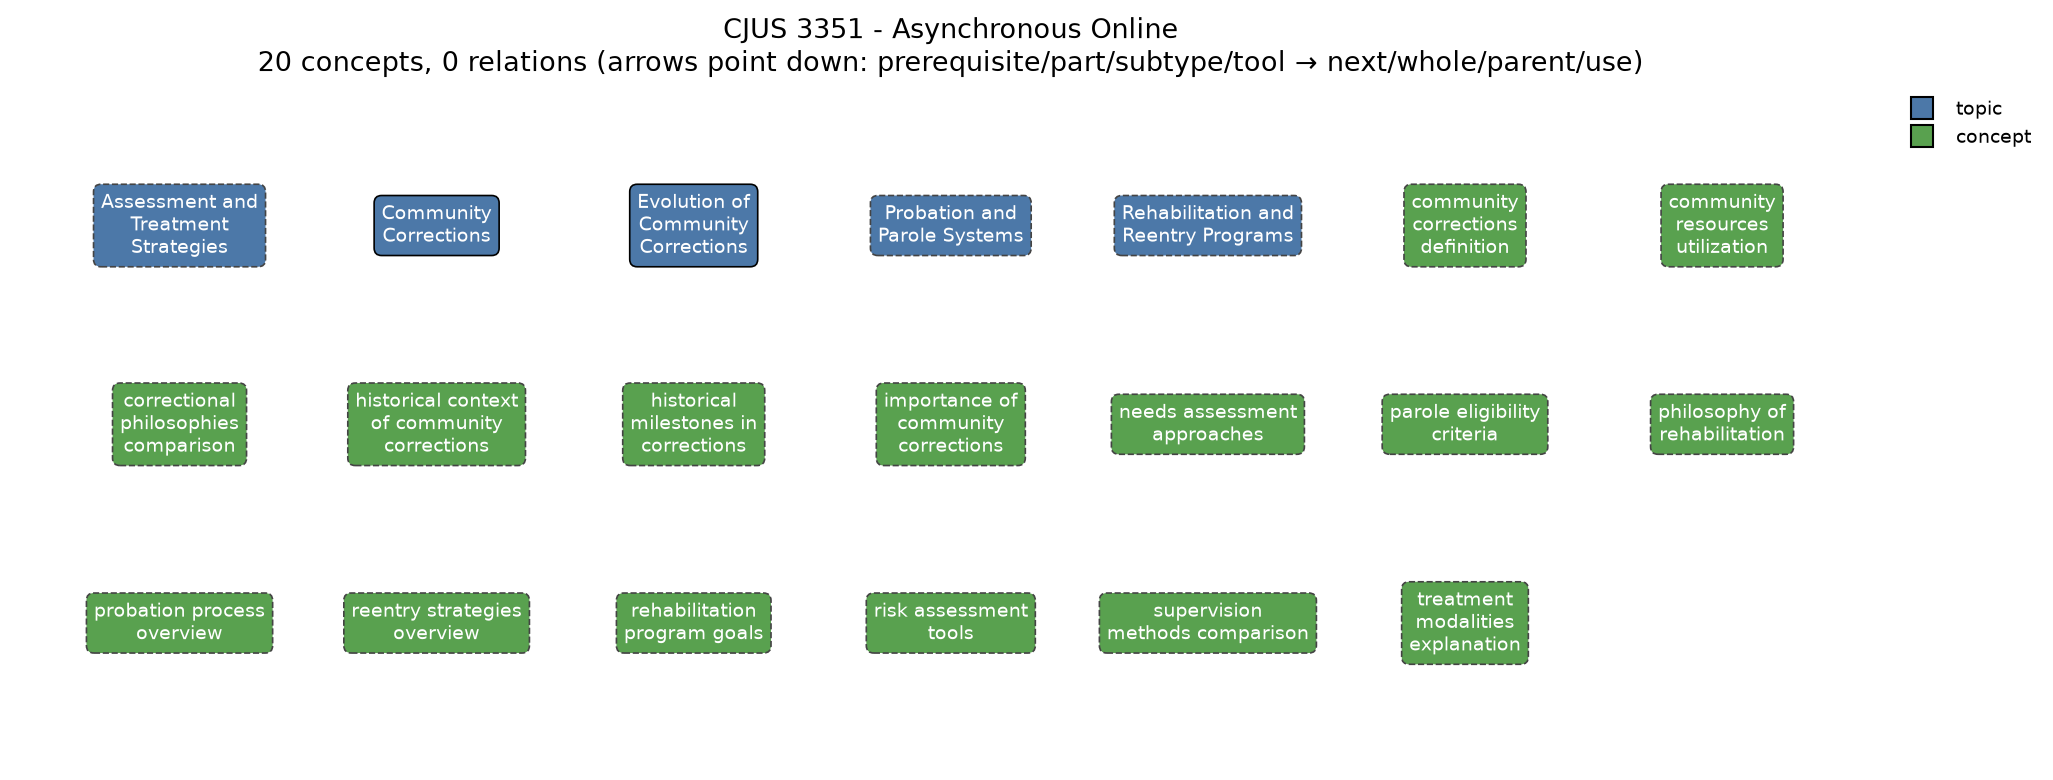 CJUS 3351 - Asynchronous Online
20 concepts, 0 relations (arrows point down: prerequisite/part/subtype/tool → next/whole/parent/use)
topic
concept
Assessment and
Treatment
Strategies
Community
Corrections
Evolution of
Community
Corrections
Probation and
Parole Systems
Rehabilitation and
Reentry Programs
community
corrections
definition
community
resources
utilization
correctional
philosophies
comparison
historical context
of community
corrections
historical
milestones in
corrections
importance of
community
corrections
needs assessment
approaches
parole eligibility
criteria
philosophy of
rehabilitation
probation process
overview
reentry strategies
overview
rehabilitation
program goals
risk assessment
tools
supervision
methods comparison
treatment
modalities
explanation